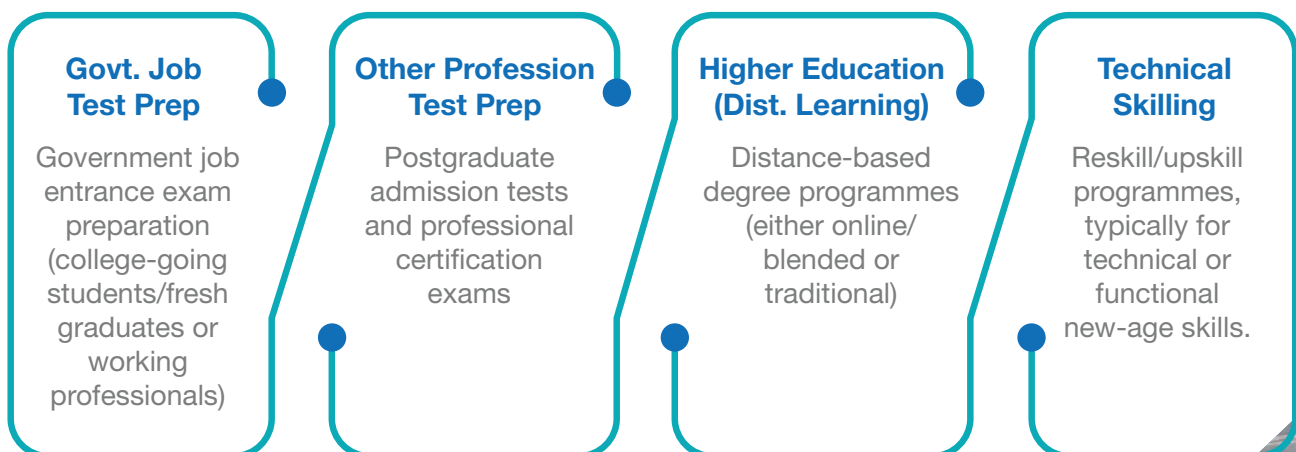 Govt. Job
Test Prep
Government job
entrance exam
preparation
(college-going
students/fresh
graduates or
working
professionals)
Other Profession
Test Prep
Postgraduate
admission tests
and professional
certification
exams
Higher Education
(Dist. Learning)
Distance-based
degree programmes
(either online/
blended or
traditional)
Technical
Skilling
Reskill/upskill
programmes,
typically for
technical or
functional
new-age skills.